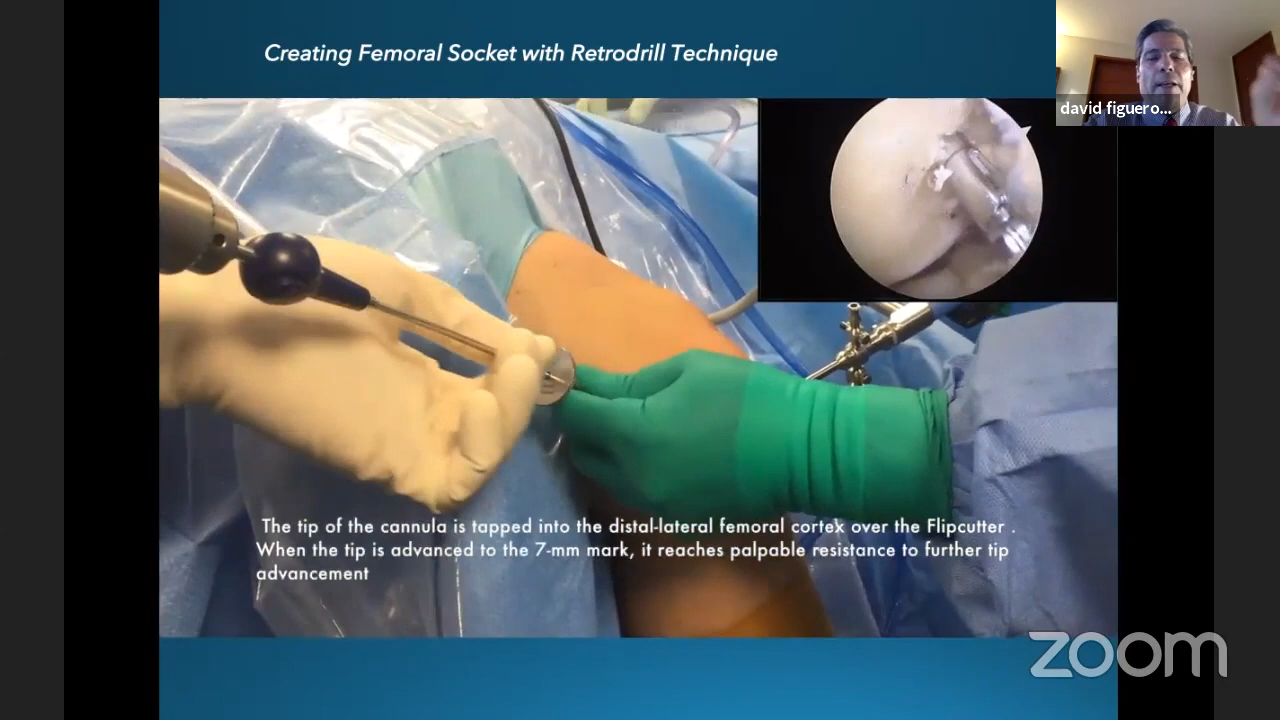 Creating Femoral Socket with Retrodrill Technique
david figuero...
The tip of the cannula is tapped into the distal-lateral femoral cortex over the Flipcutter .
When the tip is advanced to the 7-mm mark, it reaches palpable resistance to further tip
advancement
zoom